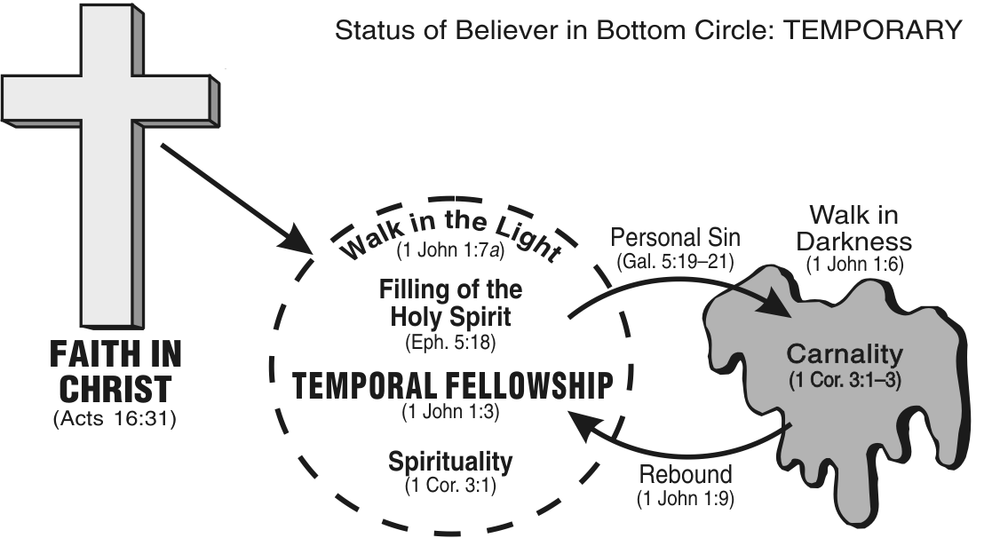 Status of Believer in Bottom Circle: TEMPORARY
FAITH IN
CHRIST
(Acts 16:31)
Walk in the Light
(1 John 1:7a)
Filling of the
Holy Spirit
(Eph. 5:18)
TEMPORAL FELLOWSHIP
(1 John 1:3)
Spirituality
(1 Cor. 3:1)
Personal Sin
(Gal. 5:19–21)
Rebound
(1 John 1:9)
Walk in
Darkness
(1 John 1:6)
Carnality
(1 Cor. 3:1–3)